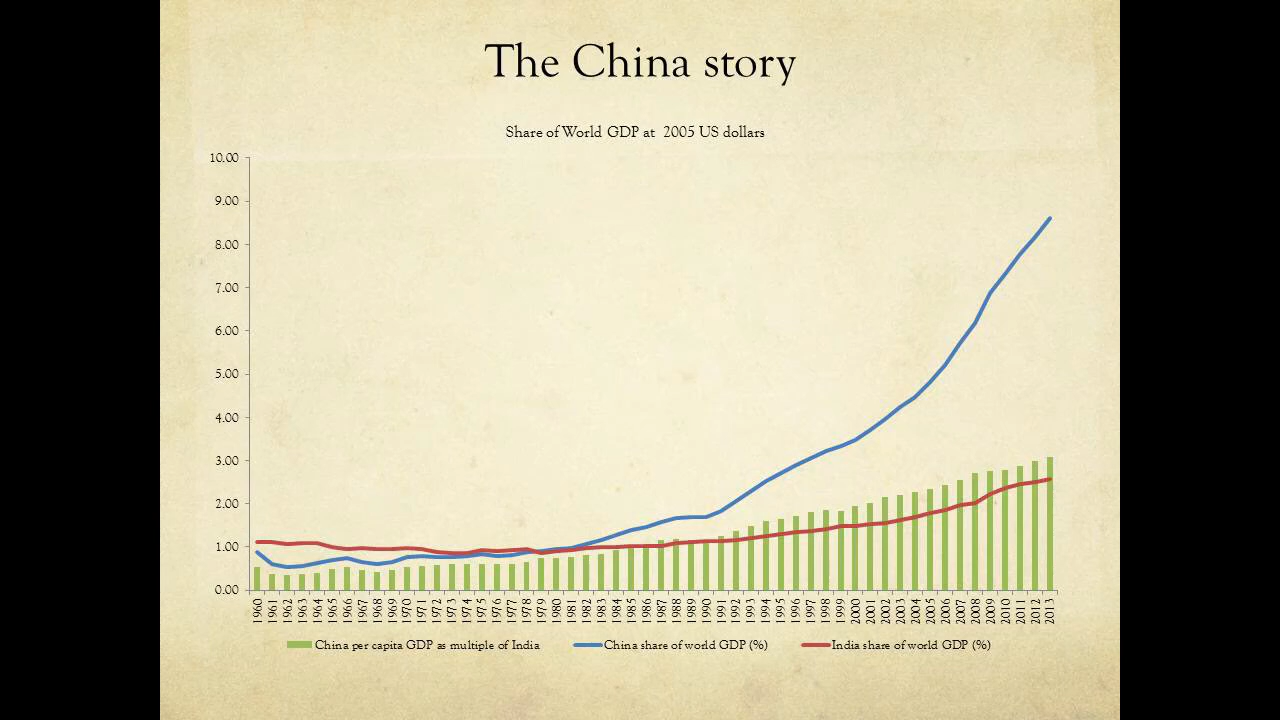 The China story
Share of World GDP at  2005 US dollars
10.00
9.00
8.00
7.00
6.00
5.00
4.00
3.00
2.00
1.00
0.00
1960 1961 1962 1963 1964 1965 1966 1967 1968 1969 1970 1971 1972 1973 1974 1975 1976 1977 1978 1979 1980 1981 1982 1983 1984 1985 1986 1987 1988 1989 1990 1991 1992 1993 1994 1995 1996 1997 1998 1999 2000 2001 2002 2003 2004 2005 2006 2007 2008 2009 2010 2011 2012 2013
China per capita GDP as multiple of India China share of world GDP (%) India share of world GDP (%)